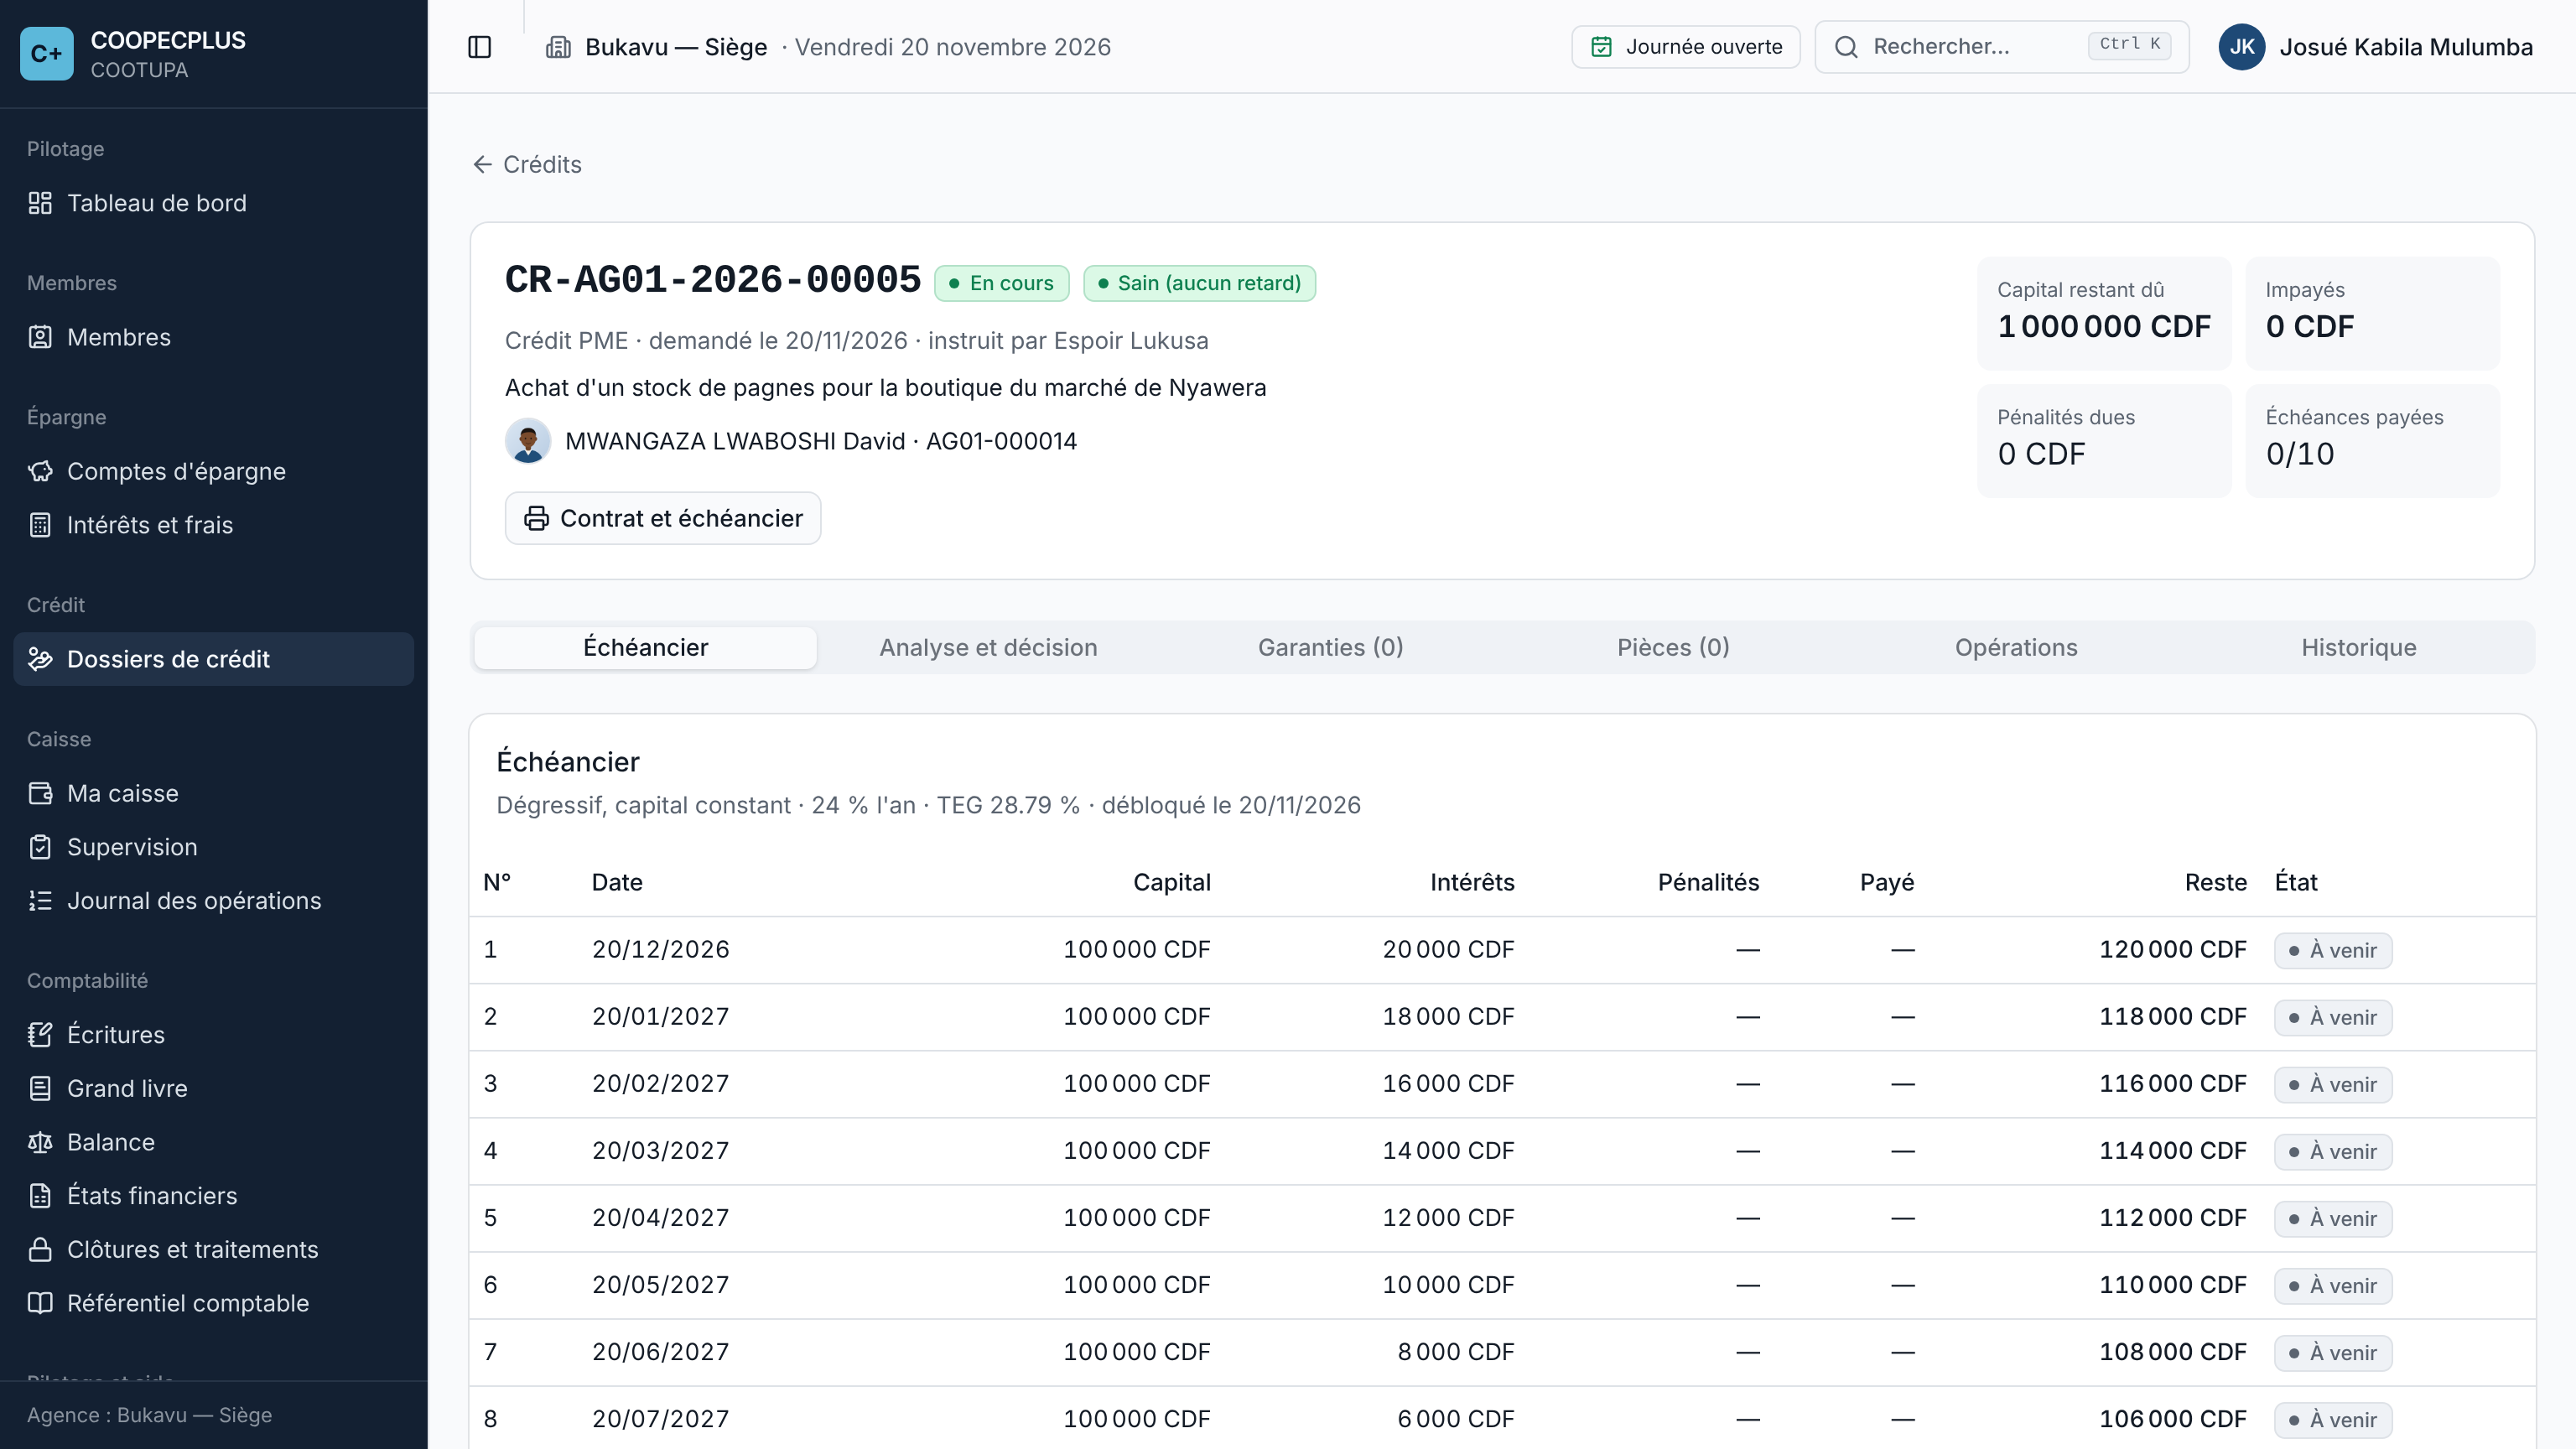 C+ COOPECPLUS
COOTUPA
Pilotage
Tableau de bord
Membres
Membres
Épargne
Comptes d'épargne
Intérêts et frais
Crédit
Dossiers de crédit
Caisse
Ma caisse
Supervision
Journal des opérations
Comptabilité
Écritures
Grand livre
Balance
États financiers
Clôtures et traitements
Référentiel comptable
Agence : Bukavu — Siège
Bukavu — Siège · Vendredi 20 novembre 2026
Journée ouverte
Rechercher... Ctrl K
JK Josué Kabila Mulumba
← Crédits
CR-AG01-2026-00005 En cours Sain (aucun retard)
Crédit PME · demandé le 20/11/2026 · instruit par Espoir Lukusa
Achat d'un stock de pagnes pour la boutique du marché de Nyawera
MWANGAZA LWABOSHI David · AG01-000014
Contrat et échéancier
Capital restant dû
1 000 000 CDF
Impayés
0 CDF
Pénalités dues
0 CDF
Échéances payées
0/10
Échéancier Analyse et décision Garanties (0) Pièces (0) Opérations Historique
Échéancier
Dégressif, capital constant · 24 % l'an · TEG 28.79 % · débloqué le 20/11/2026
N° Date Capital Intérêts Pénalités Payé Reste État
1 20/12/2026 100 000 CDF 20 000 CDF — — 120 000 CDF À venir
2 20/01/2027 100 000 CDF 18 000 CDF — — 118 000 CDF À venir
3 20/02/2027 100 000 CDF 16 000 CDF — — 116 000 CDF À venir
4 20/03/2027 100 000 CDF 14 000 CDF — — 114 000 CDF À venir
5 20/04/2027 100 000 CDF 12 000 CDF — — 112 000 CDF À venir
6 20/05/2027 100 000 CDF 10 000 CDF — — 110 000 CDF À venir
7 20/06/2027 100 000 CDF 8 000 CDF — — 108 000 CDF À venir
8 20/07/2027 100 000 CDF 6 000 CDF — — 106 000 CDF À venir